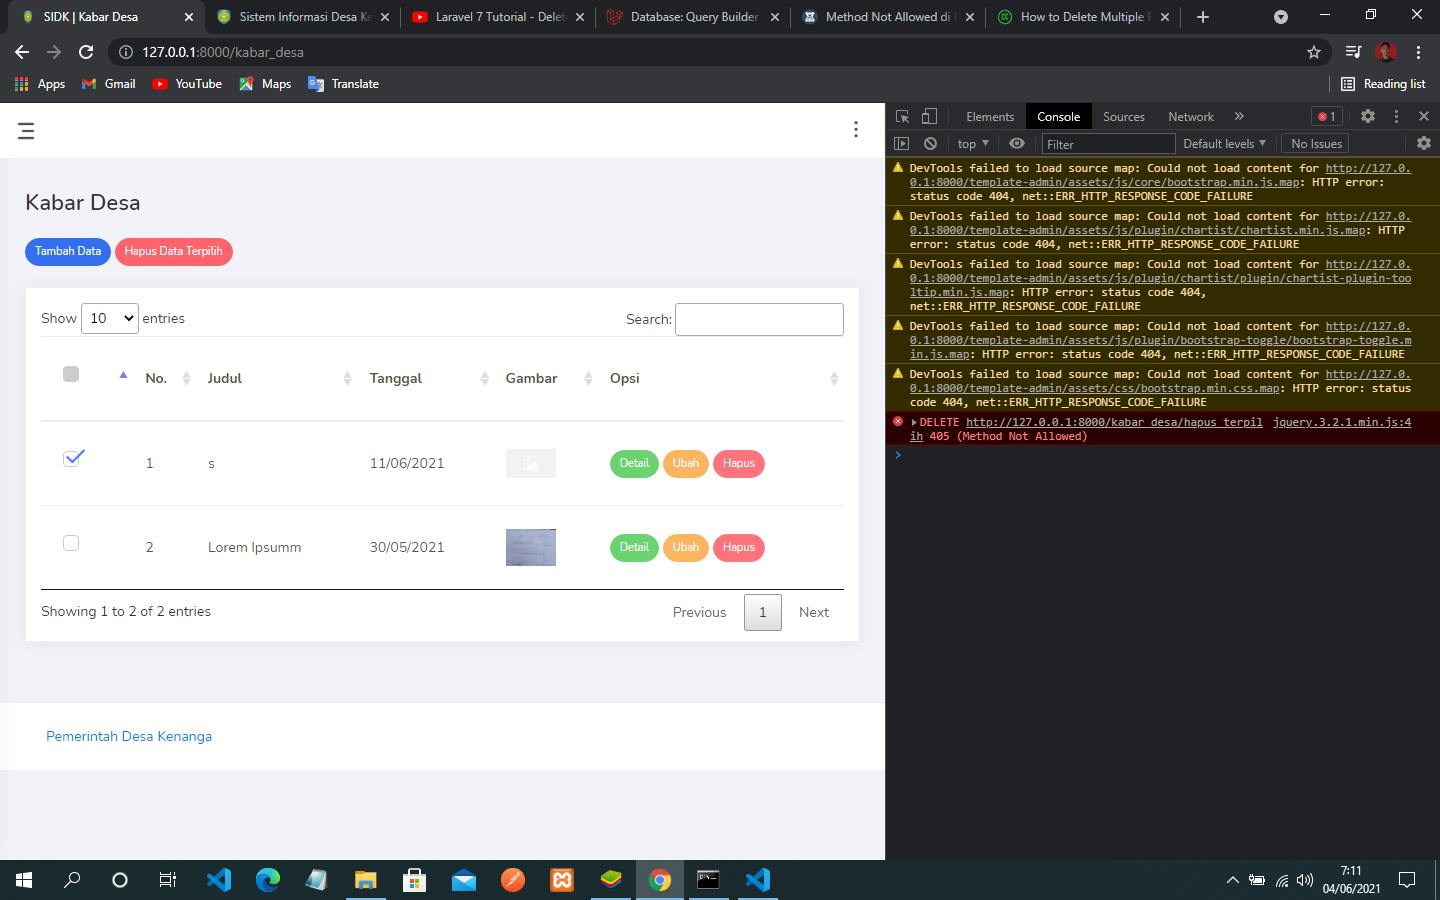 SIDK | Kabar Desa
Sistem Informasi Desa Ke
Laravel 7 Tutorial - Delete
Database: Query Builder
Method Not Allowed di
How to Delete Multiple
127.0.0.1:8000/kabar_desa
Apps
Gmail
YouTube
Maps
Translate
Reading list
Elements
Console
Sources
Network
»
1
top
Filter
Default levels
No Issues
Kabar Desa
Tambah Data
Hapus Data Terpilih
Show 10 entries
Search:
No. Judul Tanggal Gambar Opsi
1 s 11/06/2021 Detail Ubah Hapus
2 Lorem Ipsumm 30/05/2021 Detail Ubah Hapus
Showing 1 to 2 of 2 entries
Previous 1 Next
Pemerintah Desa Kenanga
DevTools failed to load source map: Could not load content for http://127.0.
0.1:8000/template-admin/assets/js/core/bootstrap.min.js.map: HTTP error:
status code 404, net::ERR_HTTP_RESPONSE_CODE_FAILURE
DevTools failed to load source map: Could not load content for http://127.0.
0.1:8000/template-admin/assets/js/plugin/chartist/chartist.min.js.map: HTTP
error: status code 404, net::ERR_HTTP_RESPONSE_CODE_FAILURE
DevTools failed to load source map: Could not load content for http://127.0.
0.1:8000/template-admin/assets/js/plugin/chartist/plugin/chartist-plugin-too
ltip.min.js.map: HTTP error: status code 404,
net::ERR_HTTP_RESPONSE_CODE_FAILURE
DevTools failed to load source map: Could not load content for http://127.0.
0.1:8000/template-admin/assets/js/plugin/bootstrap-toggle/bootstrap-toggle.m
in.js.map: HTTP error: status code 404, net::ERR_HTTP_RESPONSE_CODE_FAILURE
DevTools failed to load source map: Could not load content for http://127.0.
0.1:8000/template-admin/assets/css/bootstrap.min.css.map: HTTP error: status
code 404, net::ERR_HTTP_RESPONSE_CODE_FAILURE
DELETE http://127.0.0.1:8000/kabar_desa/hapus_terpil jquery.3.2.1.min.js:4
ih 405 (Method Not Allowed)
7:11
04/06/2021